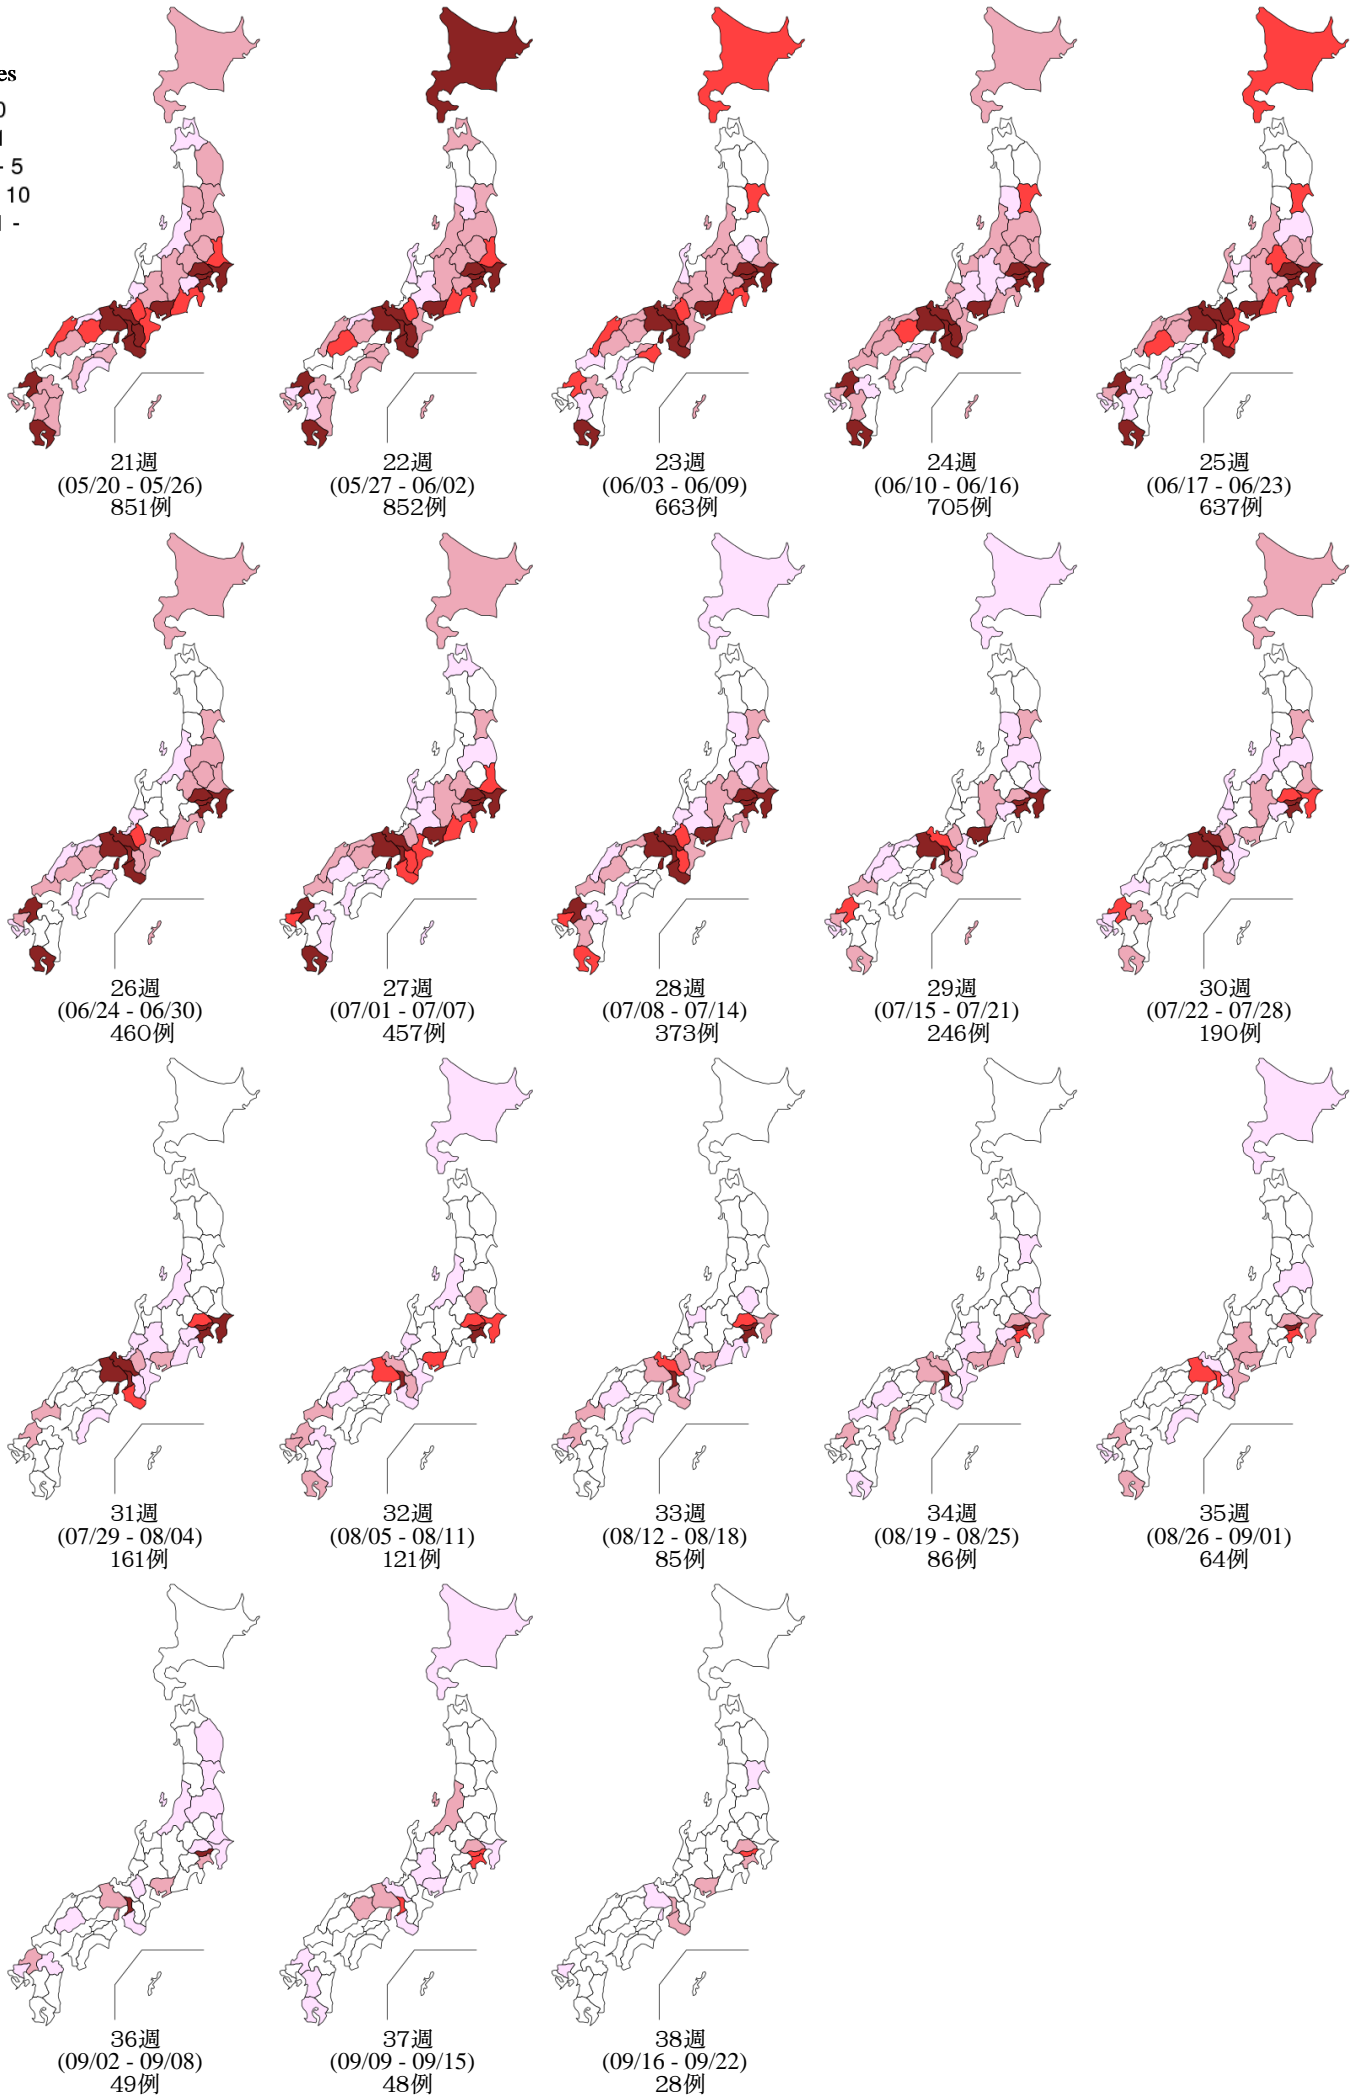 es
0
1
- 5
10
1 -
21週
(05/20 - 05/26)
851例
22週
(05/27 - 06/02)
852例
23週
(06/03 - 06/09)
663例
24週
(06/10 - 06/16)
705例
25週
(06/17 - 06/23)
637例
26週
(06/24 - 06/30)
460例
27週
(07/01 - 07/07)
457例
28週
(07/08 - 07/14)
373例
29週
(07/15 - 07/21)
246例
30週
(07/22 - 07/28)
190例
31週
(07/29 - 08/04)
161例
32週
(08/05 - 08/11)
121例
33週
(08/12 - 08/18)
85例
34週
(08/19 - 08/25)
86例
35週
(08/26 - 09/01)
64例
36週
(09/02 - 09/08)
49例
37週
(09/09 - 09/15)
48例
38週
(09/16 - 09/22)
28例